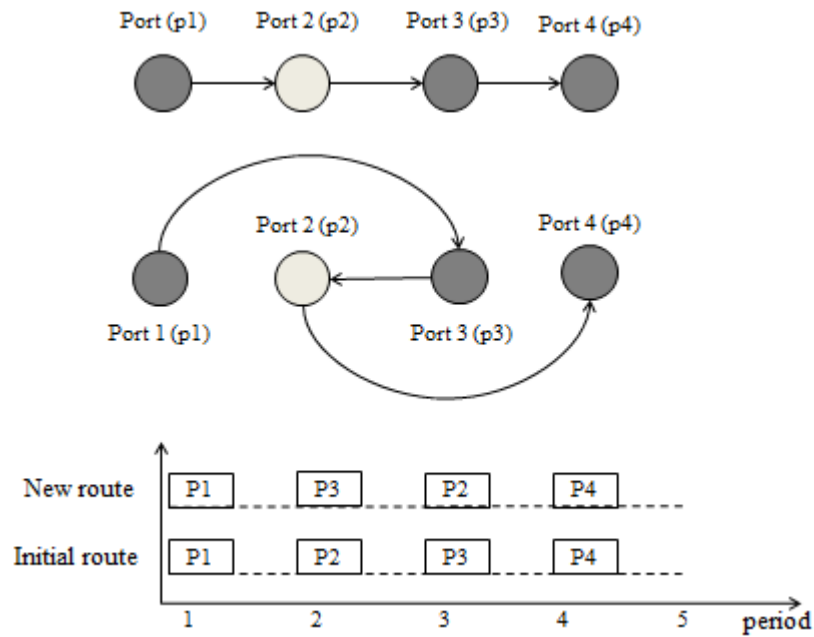 Port (p1) Port 2 (p2) Port 3 (p3) Port 4 (p4)
Port 2 (p2) Port 4 (p4)
Port 1 (p1) Port 3 (p3)
New route P1 P3 P2 P4
Initial route P1 P2 P3 P4
1 2 3 4 5 period